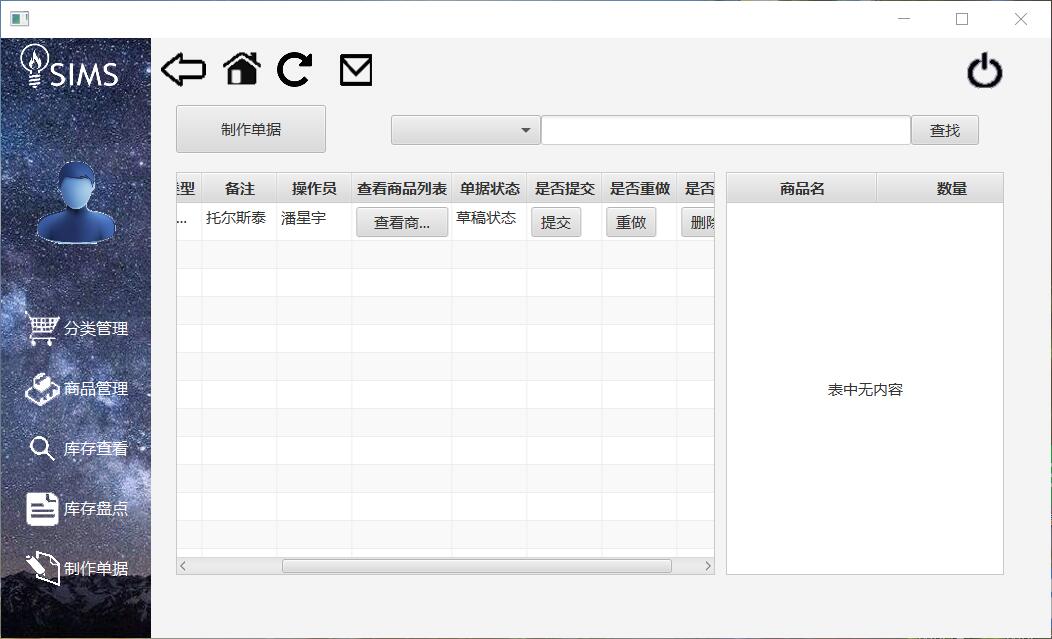 SIMS
制作单据
查找
类型 备注 操作员 查看商品列表 单据状态 是否提交 是否重做 是否
... 托尔斯泰 潘星宇 查看商... 草稿状态 提交 重做 删除
商品名 数量
表中无内容
分类管理
商品管理
库存查看
库存盘点
制作单据